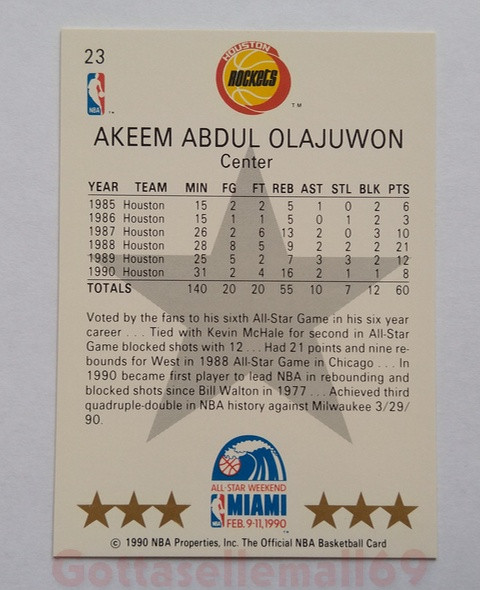 23
HOUSTON
ROCKETS
TM
AKEEM ABDUL OLAJUWON
Center
YEAR TEAM MIN FG FT REB AST STL BLK PTS
1985 Houston 15 2 2 5 1 0 2 6
1986 Houston 15 1 1 5 0 1 2 3
1987 Houston 26 2 6 13 2 0 3 10
1988 Houston 28 8 5 9 2 2 2 21
1989 Houston 25 5 2 7 3 3 2 12
1990 Houston 31 2 4 16 2 1 1 8
TOTALS 140 20 20 55 10 7 12 60
Voted by the fans to his sixth All-Star Game in his six year
career . . . Tied with Kevin McHale for second in All-Star
Game blocked shots with 12 . . . Had 21 points and nine re-
bounds for West in 1988 All-Star Game in Chicago . . . In
1990 became first player to lead NBA in rebounding and
blocked shots since Bill Walton in 1977 . . . Achieved third
quadruple-double in NBA history against Milwaukee 3/29/
90.
ALL-STAR WEEKEND
MIAMI
FEB. 9-11, 1990
© 1990 NBA Properties, Inc. The Official NBA Basketball Card
Gottasellemall69